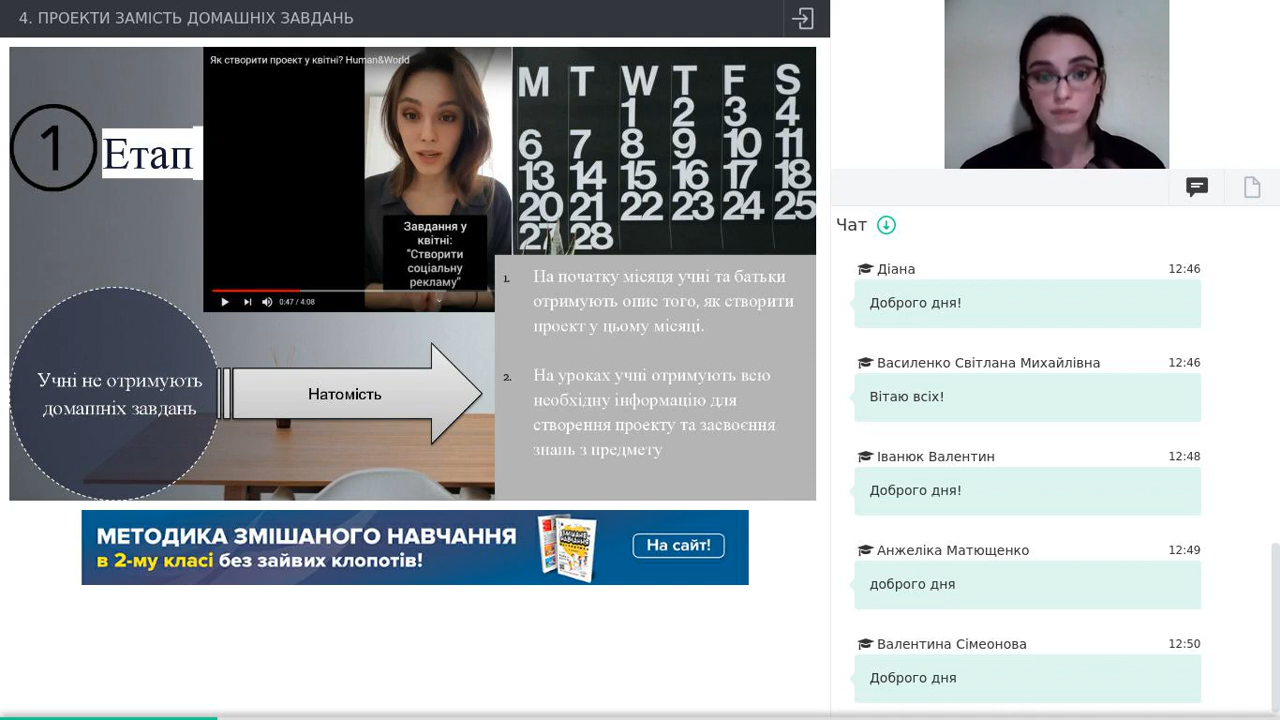 4. ПРОЕКТИ ЗАМІСТЬ ДОМАШНІХ ЗАВДАНЬ
1 Етап
Як створити проект у квітні? Human&World
Завдання у
квітні:
"Створити
соціальну
рекламу"
0:47 / 4:08
M T W T F S
1 2 3 4
6 7 8 9 10 11
13 14 15 16 17 18
20 21 22 23 24 25
27 28
Учні не отримують
домашніх завдань
Натомість
1. На початку місяця учні та батьки
отримують опис того, як створити
проєкт у цьому місяці.
2. На уроках учні отримують всю
необхідну інформацію для
створення проекту та засвоєння
знань з предмету
МЕТОДИКА ЗМІШАНОГО НАВЧАННЯ
в 2-му класі без зайвих клопотів!
На сайт!
Чат
Діана 12:46
Доброго дня!
Василенко Світлана Михайлівна 12:46
Вітаю всіх!
Іванюк Валентин 12:48
Доброго дня!
Анжеліка Матющенко 12:49
доброго дня
Валентина Сімеонова 12:50
Доброго дня